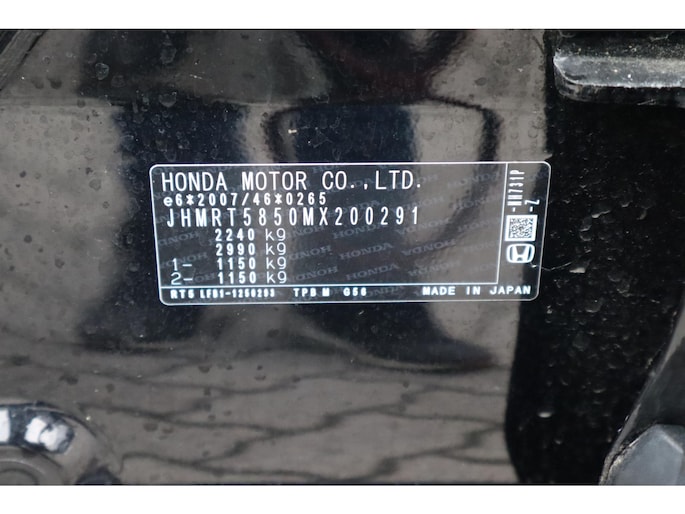 HONDA MOTOR CO.,LTD.
e6*2007/46*0265
JHMRT5850MX200291
2240 kg
2990 kg
1- 1150 kg
2- 1150 kg
MADE IN JAPAN